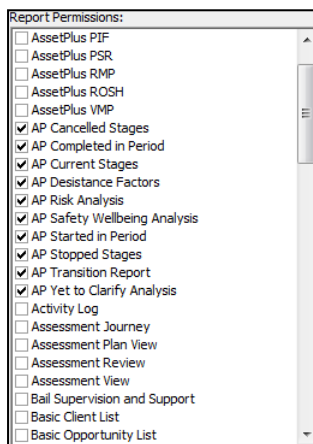 Report Permissions:
AssetPlus PIF
AssetPlus PSR
AssetPlus RMP
AssetPlus ROSH
AssetPlus VMP
AP Cancelled Stages
AP Completed in Period
AP Current Stages
AP Desistance Factors
AP Risk Analysis
AP Safety Wellbeing Analysis
AP Started in Period
AP Stopped Stages
AP Transition Report
AP Yet to Clarify Analysis
Activity Log
Assessment Journey
Assessment Plan View
Assessment Review
Assessment View
Bail Supervision and Support
Basic Client List
Basic Opportunity List